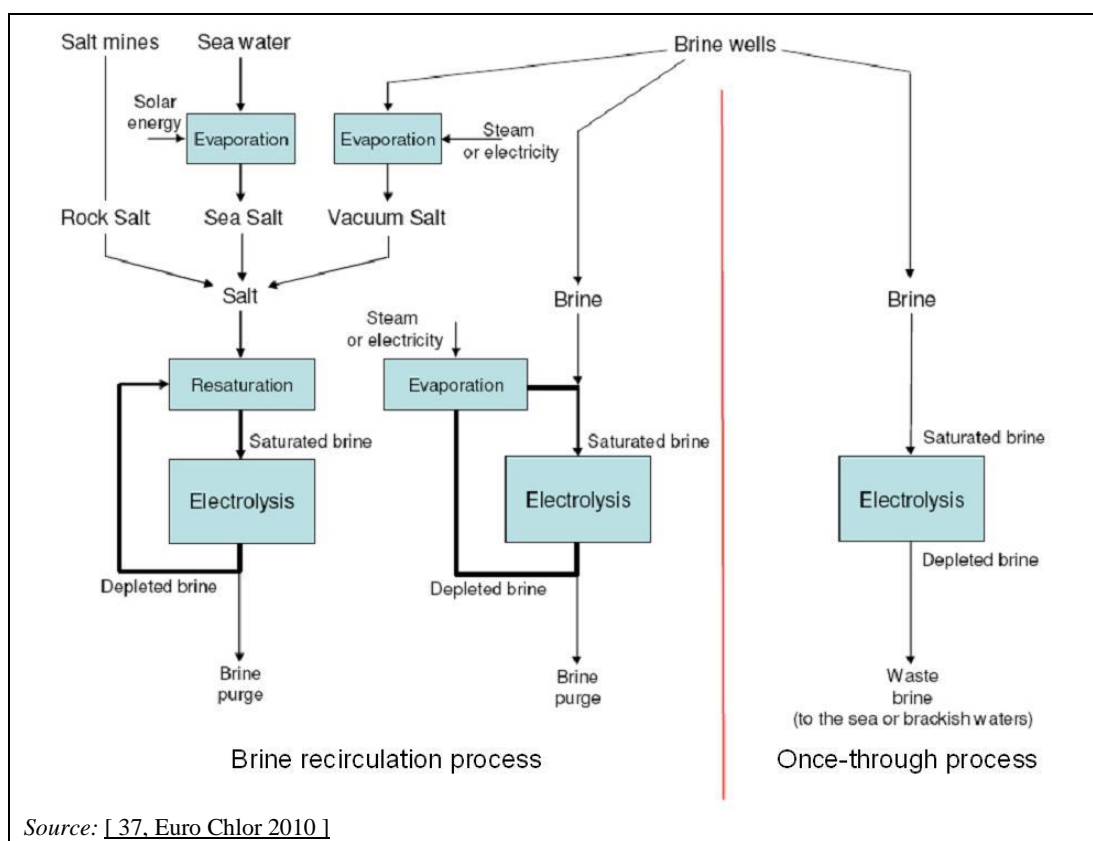 Salt mines
Sea water
Brine wells
Solar
energy
Evaporation
Evaporation
Steam
or electricity
Rock Salt
Sea Salt
Vacuum Salt
Salt
Brine
Brine
Steam
or electricity
Resaturation
Evaporation
Saturated brine
Saturated brine
Saturated brine
Electrolysis
Electrolysis
Electrolysis
Depleted brine
Depleted brine
Depleted brine
Brine
purge
Brine
purge
Waste
brine
(to the sea or brackish waters)
Brine recirculation process
Once-through process
Source: [ 37, Euro Chlor 2010 ]